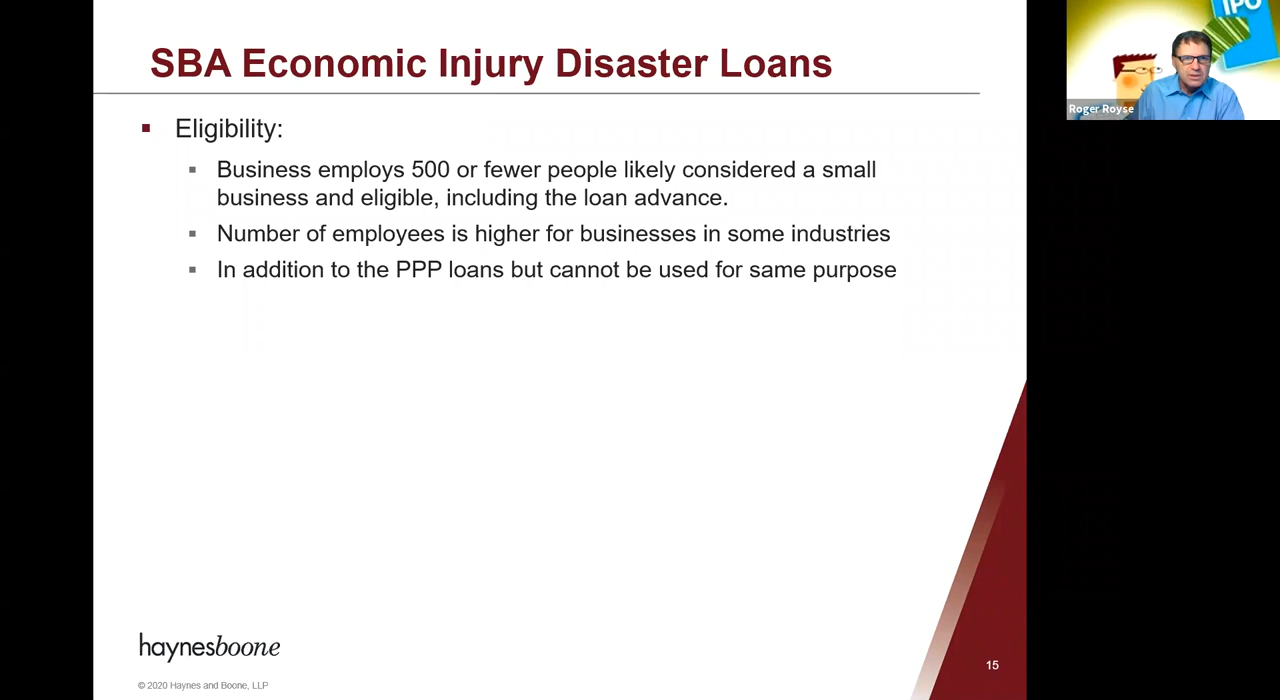 SBA Economic Injury Disaster Loans
Eligibility:
Business employs 500 or fewer people likely considered a small
business and eligible, including the loan advance.
Number of employees is higher for businesses in some industries
In addition to the PPP loans but cannot be used for same purpose
haynesboone
© 2020 Haynes and Boone, LLP
15
IPO
Roger Royse